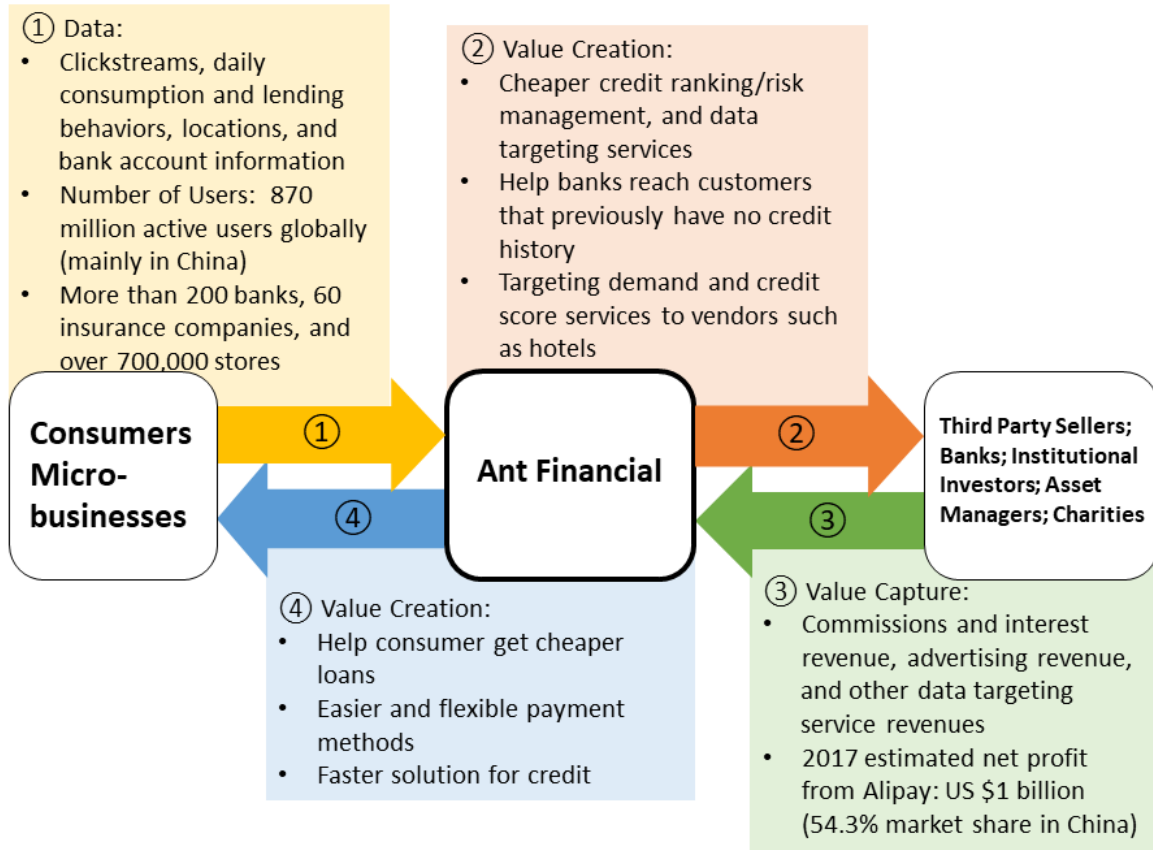 ① Data:
• Clickstreams, daily
consumption and lending
behaviors, locations, and
bank account information
• Number of Users: 870
million active users globally
(mainly in China)
• More than 200 banks, 60
insurance companies, and
over 700,000 stores
② Value Creation:
• Cheaper credit ranking/risk
management, and data
targeting services
• Help banks reach customers
that previously have no credit
history
• Targeting demand and credit
score services to vendors such
as hotels
Consumers
Micro-
businesses
①
④
Ant Financial
②
③
Third Party Sellers;
Banks; Institutional
Investors; Asset
Managers; Charities
④ Value Creation:
• Help consumer get cheaper
loans
• Easier and flexible payment
methods
• Faster solution for credit
③ Value Capture:
• Commissions and interest
revenue, advertising revenue,
and other data targeting
service revenues
• 2017 estimated net profit
from Alipay: US $1 billion
(54.3% market share in China)